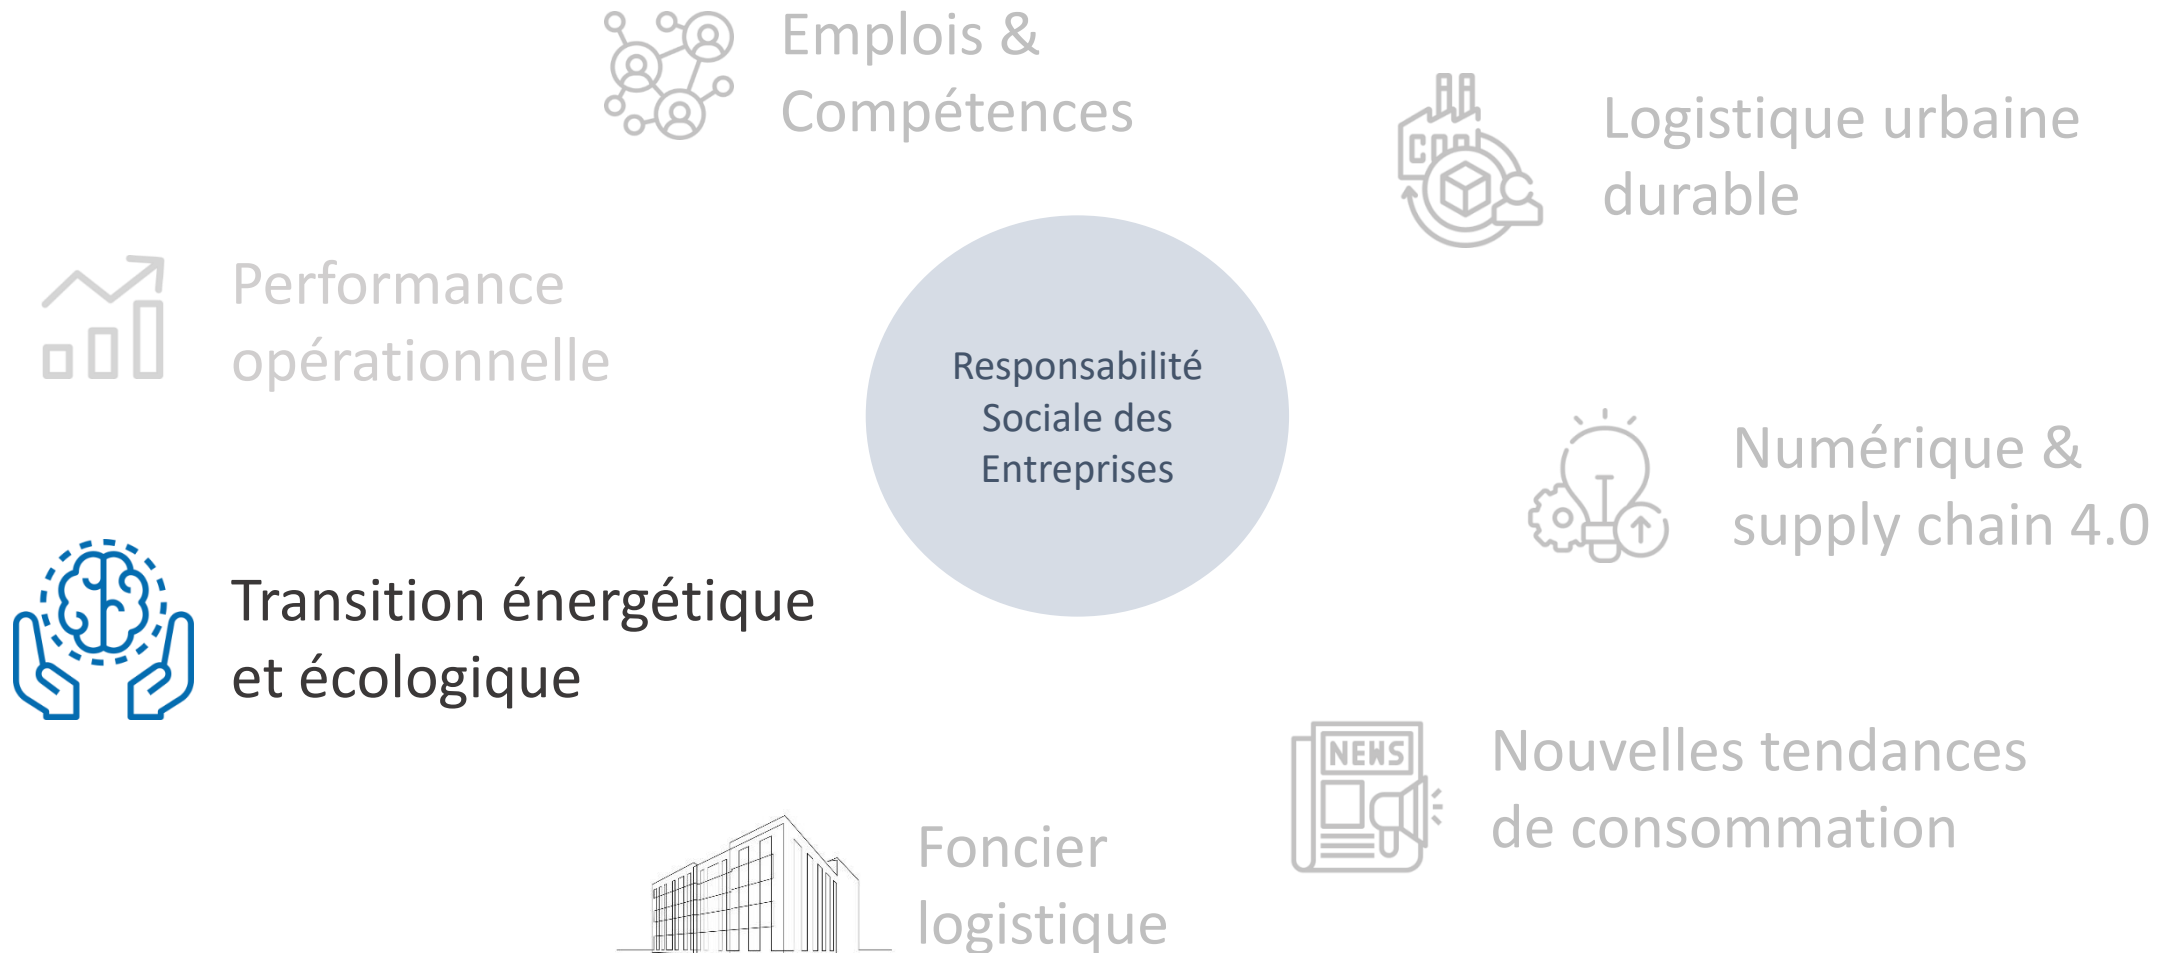 Emplois &
Compétences
Logistique urbaine
durable
Performance
opérationnelle
Responsabilité
Sociale des
Entreprises
Numérique &
supply chain 4.0
Transition énergétique
et écologique
NEWS
Nouvelles tendances
de consommation
Foncier
logistique